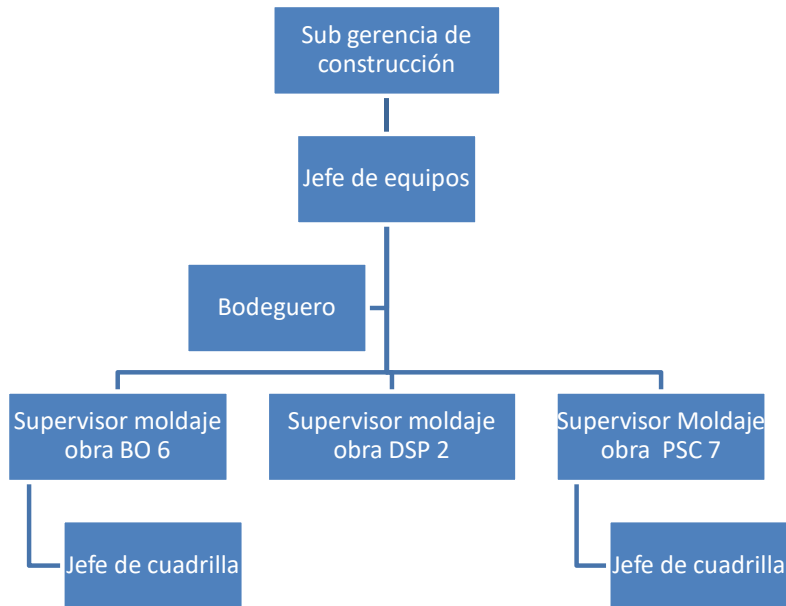 Sub gerencia de
construcción
Jefe de equipos
Bodeguero
Supervisor moldaje
obra BO 6
Supervisor moldaje
obra DSP 2
Supervisor Moldaje
obra PSC 7
Jefe de cuadrilla
Jefe de cuadrilla